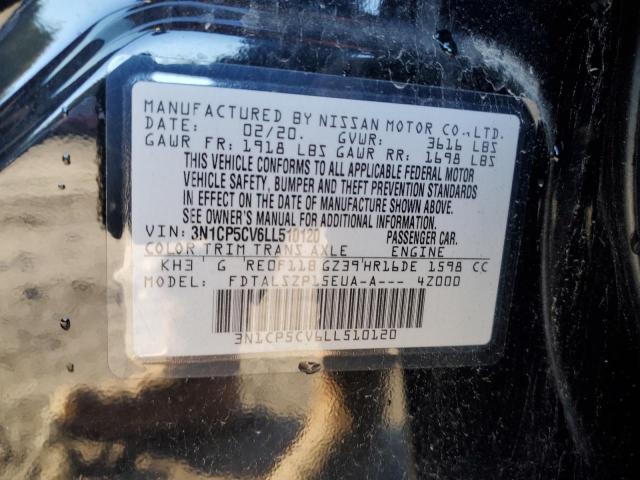 MANUFACTURED BY NISSAN MOTOR CO.,LTD.
DATE: 02/20. GVWR: 3616 LBS
GAWR FR: 1918 LBS GAWR RR: 1698 LBS
THIS VEHICLE CONFORMS TO ALL APPLICABLE FEDERAL MOTOR
VEHICLE SAFETY, BUMPER AND THEFT PREVENTION STANDARDS
IN EFFECT ON THE DATE OF MANUFACTURE SHOWN ABOVE.
SEE OWNER'S MANUAL FOR ADDITIONAL INFORMATION.
VIN: 3N1CP5CV6LL510120 PASSENGER CAR.
COLOR TRIM TRANS AXLE ENGINE
KH3 G RE0F11B GZ39 HR16DE 1598 CC
MODEL: FDTALSZP15EUA-A--- 4Z000
3N1CP5CV6LL510120